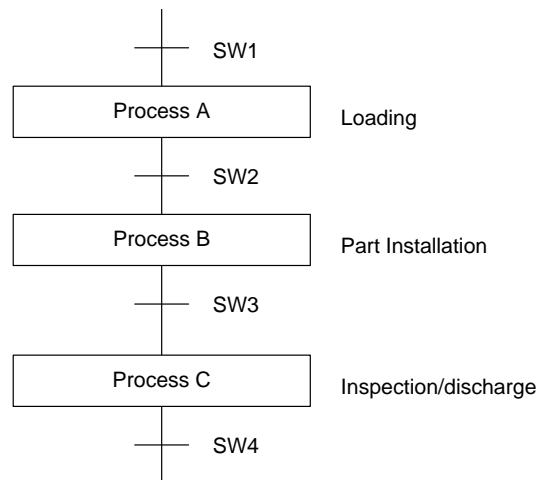 SW1
Process A
Loading
SW2
Process B
Part Installation
SW3
Process C
Inspection/discharge
SW4